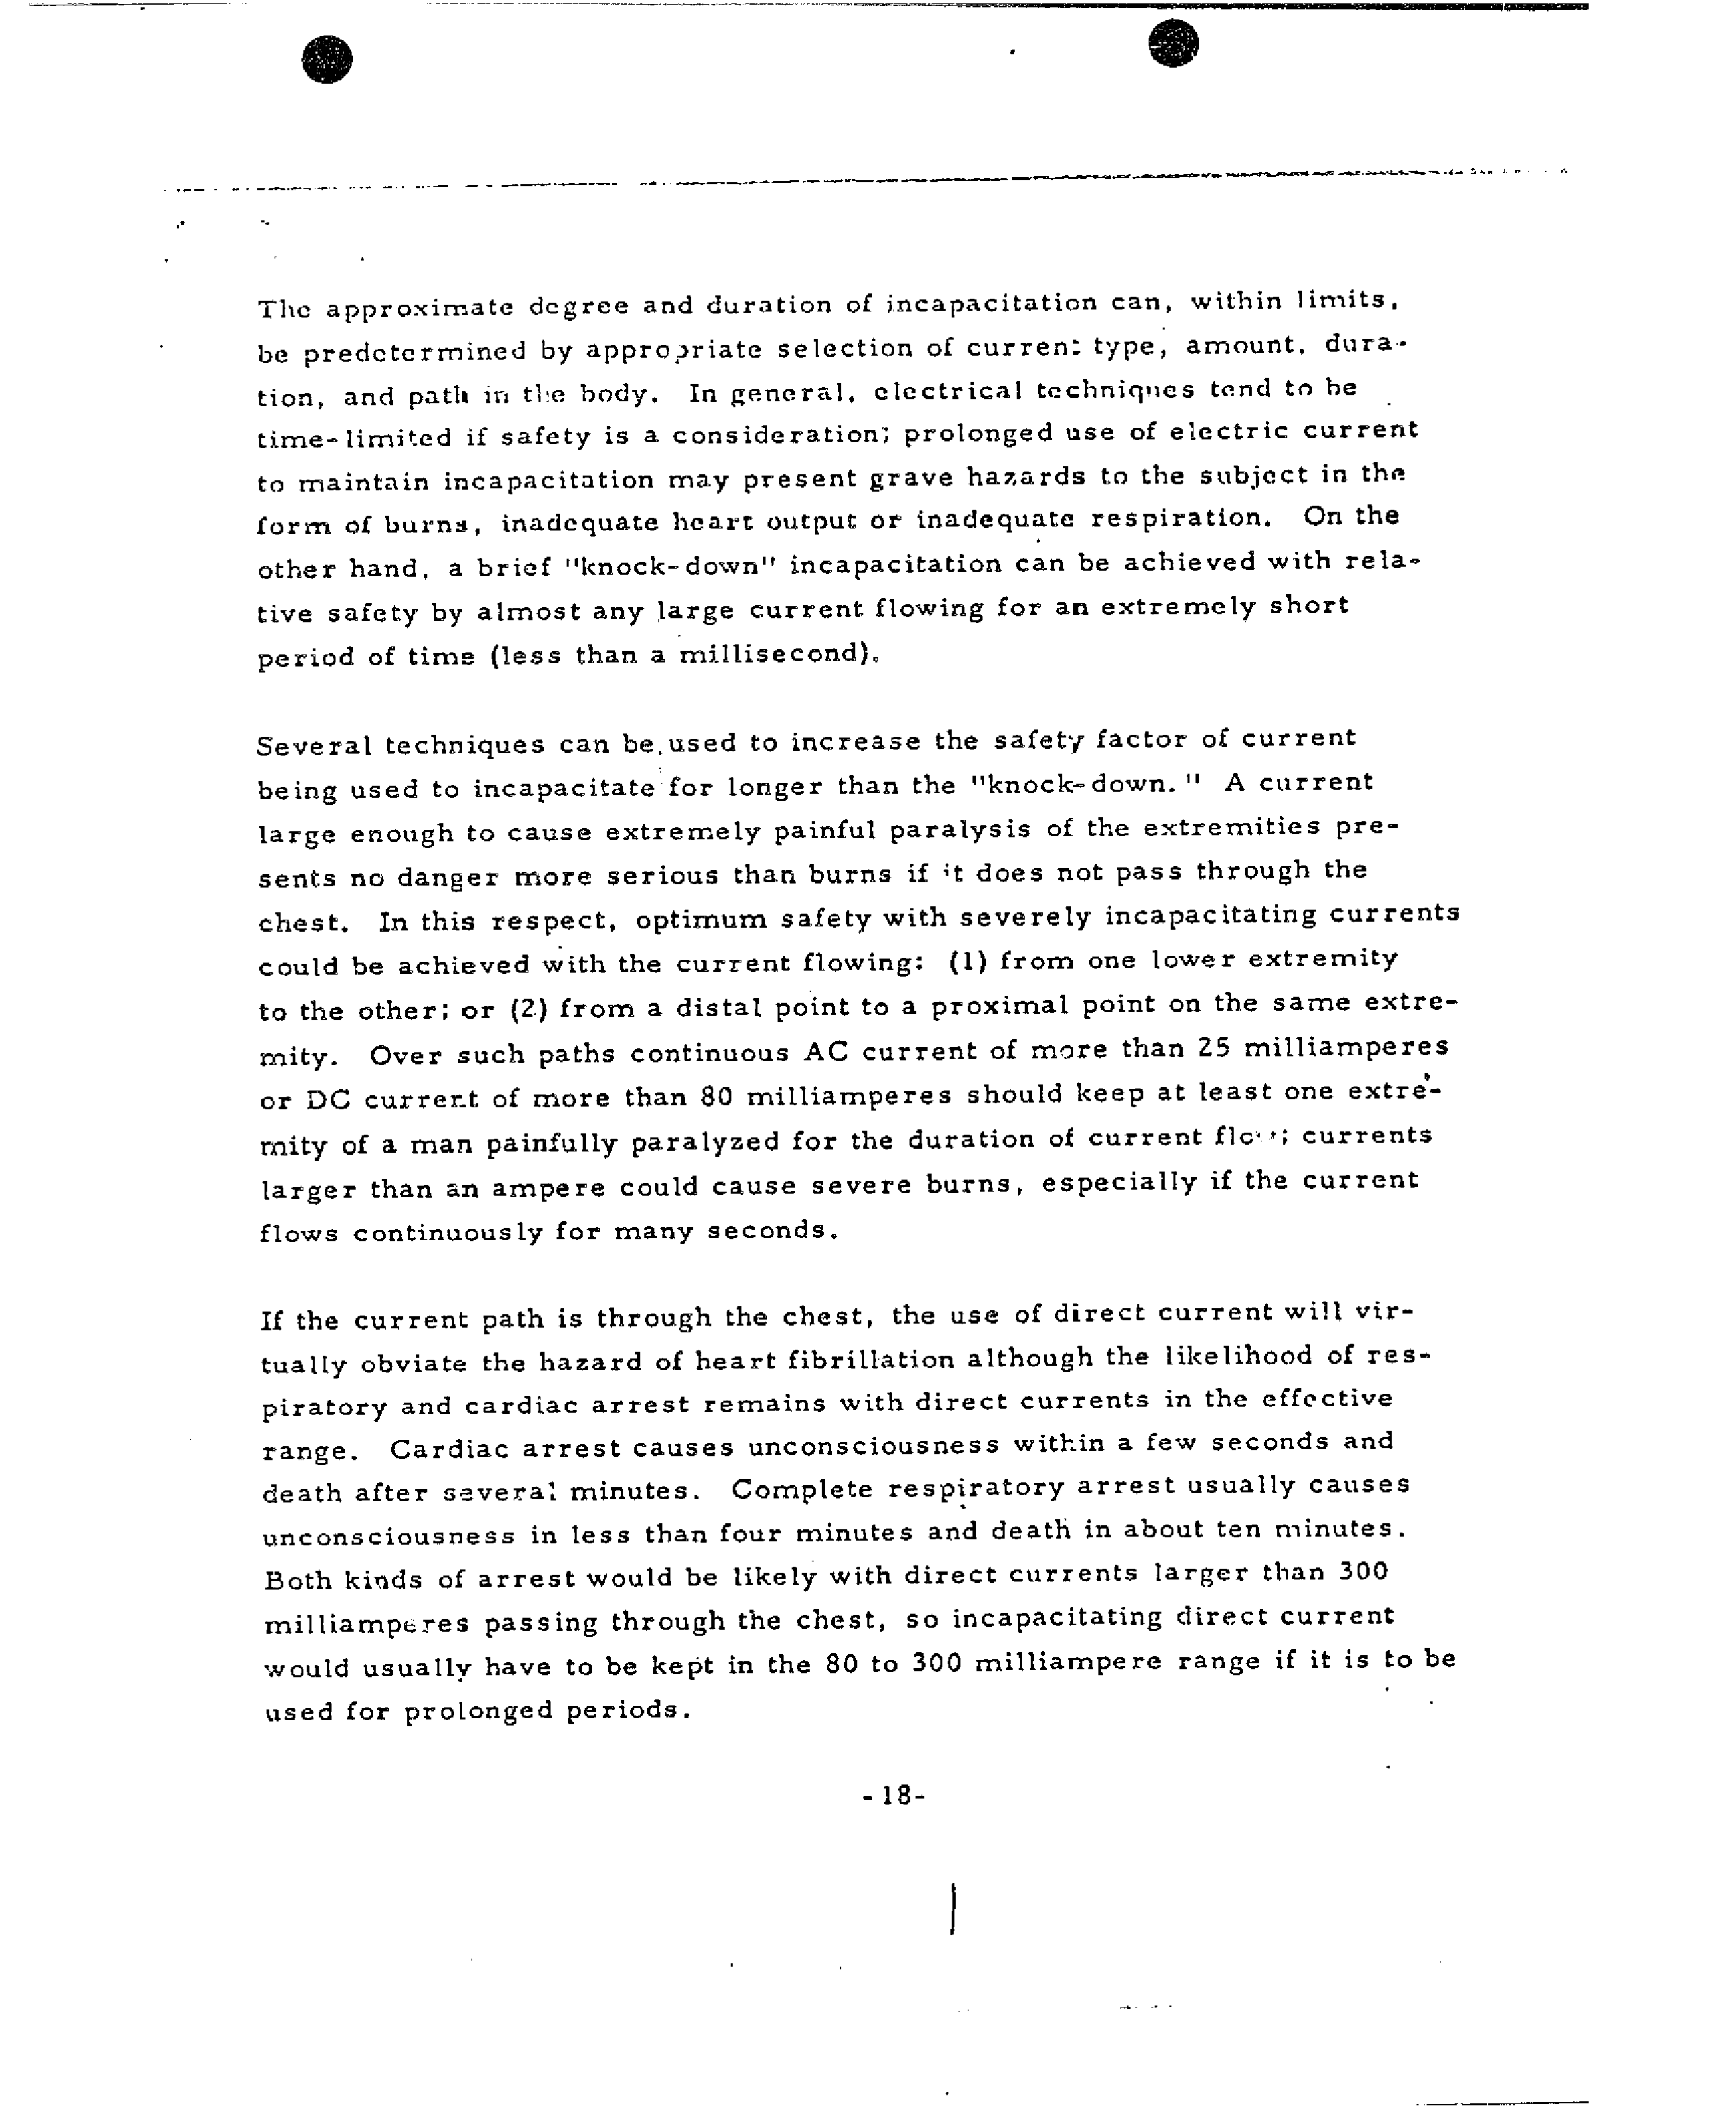 The approximate degree and duration of incapacitation can, within limits,
be predetermined by appropriate selection of current type, amount, dura-
tion, and path in the body. In general, electrical techniques tend to be
time-limited if safety is a consideration; prolonged use of electric current
to maintain incapacitation may present grave hazards to the subject in the
form of burns, inadequate heart output or inadequate respiration. On the
other hand, a brief "knock-down" incapacitation can be achieved with rela-
tive safety by almost any large current flowing for an extremely short
period of time (less than a millisecond).
Several techniques can be used to increase the safety factor of current
being used to incapacitate for longer than the "knock-down." A current
large enough to cause extremely painful paralysis of the extremities pre-
sents no danger more serious than burns if it does not pass through the
chest. In this respect, optimum safety with severely incapacitating currents
could be achieved with the current flowing: (1) from one lower extremity
to the other; or (2) from a distal point to a proximal point on the same extre-
mity. Over such paths continuous AC current of more than 25 milliamperes
or DC current of more than 80 milliamperes should keep at least one extre-
mity of a man painfully paralyzed for the duration of current flow; currents
larger than an ampere could cause severe burns, especially if the current
flows continuously for many seconds.
If the current path is through the chest, the use of direct current will vir-
tually obviate the hazard of heart fibrillation although the likelihood of res-
piratory and cardiac arrest remains with direct currents in the effective
range. Cardiac arrest causes unconsciousness within a few seconds and
death after several minutes. Complete respiratory arrest usually causes
unconsciousness in less than four minutes and death in about ten minutes.
Both kinds of arrest would be likely with direct currents larger than 300
milliamperes passing through the chest, so incapacitating direct current
would usually have to be kept in the 80 to 300 milliampere range if it is to be
used for prolonged periods.
-18-